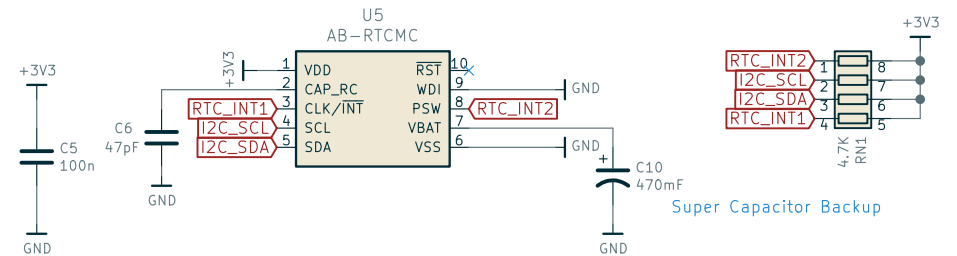 +3V3
C5
100n
GND
C6
47pF
GND
U5
AB-RTCMC
+3V3
1 VDD
2 CAP_RC
RTC_INT1 3 CLK/INT
I2C_SCL 4 SCL
I2C_SDA 5 SDA
RST 10
WDI 9 GND
PSW 8 RTC_INT2
VBAT 7
VSS 6 GND
+
C10
470mF
GND
+3V3
RTC_INT2 1 8
I2C_SCL 2 7
I2C_SDA 3 6
RTC_INT1 4 5
4.7K
RN1
Super Capacitor Backup